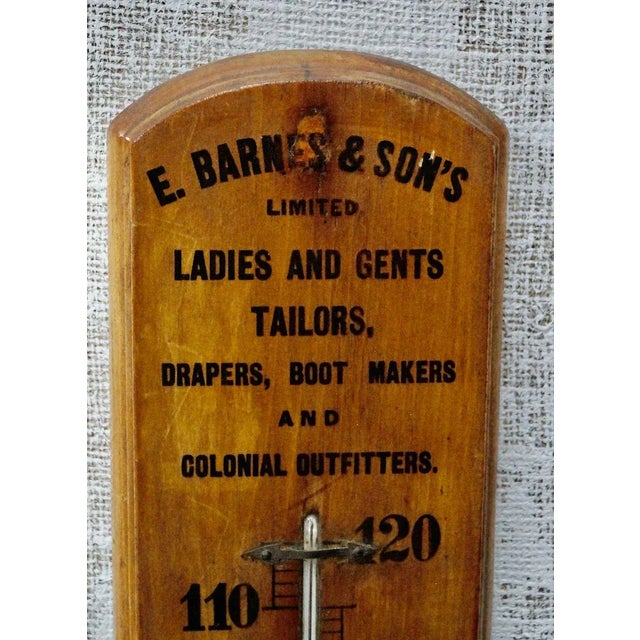 E. BARNES & SON'S
LIMITED
LADIES AND GENTS
TAILORS,
DRAPERS, BOOT MAKERS
AND
COLONIAL OUTFITTERS.
120
110